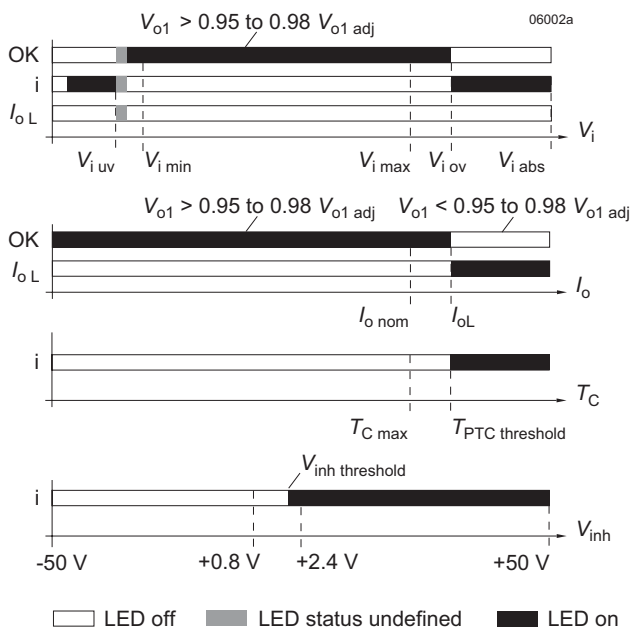 06002a
V_o1 > 0.95 to 0.98 V_o1 adj
OK
i
I_o L
V_i
V_i uv V_i min V_i max V_i ov V_i abs
V_o1 > 0.95 to 0.98 V_o1 adj V_o1 < 0.95 to 0.98 V_o1 adj
OK
I_o L
I_o
I_o nom I_oL
i
T_C
T_C max T_PTC threshold
V_inh threshold
i
V_inh
-50 V +0.8 V +2.4 V +50 V
LED off LED status undefined LED on